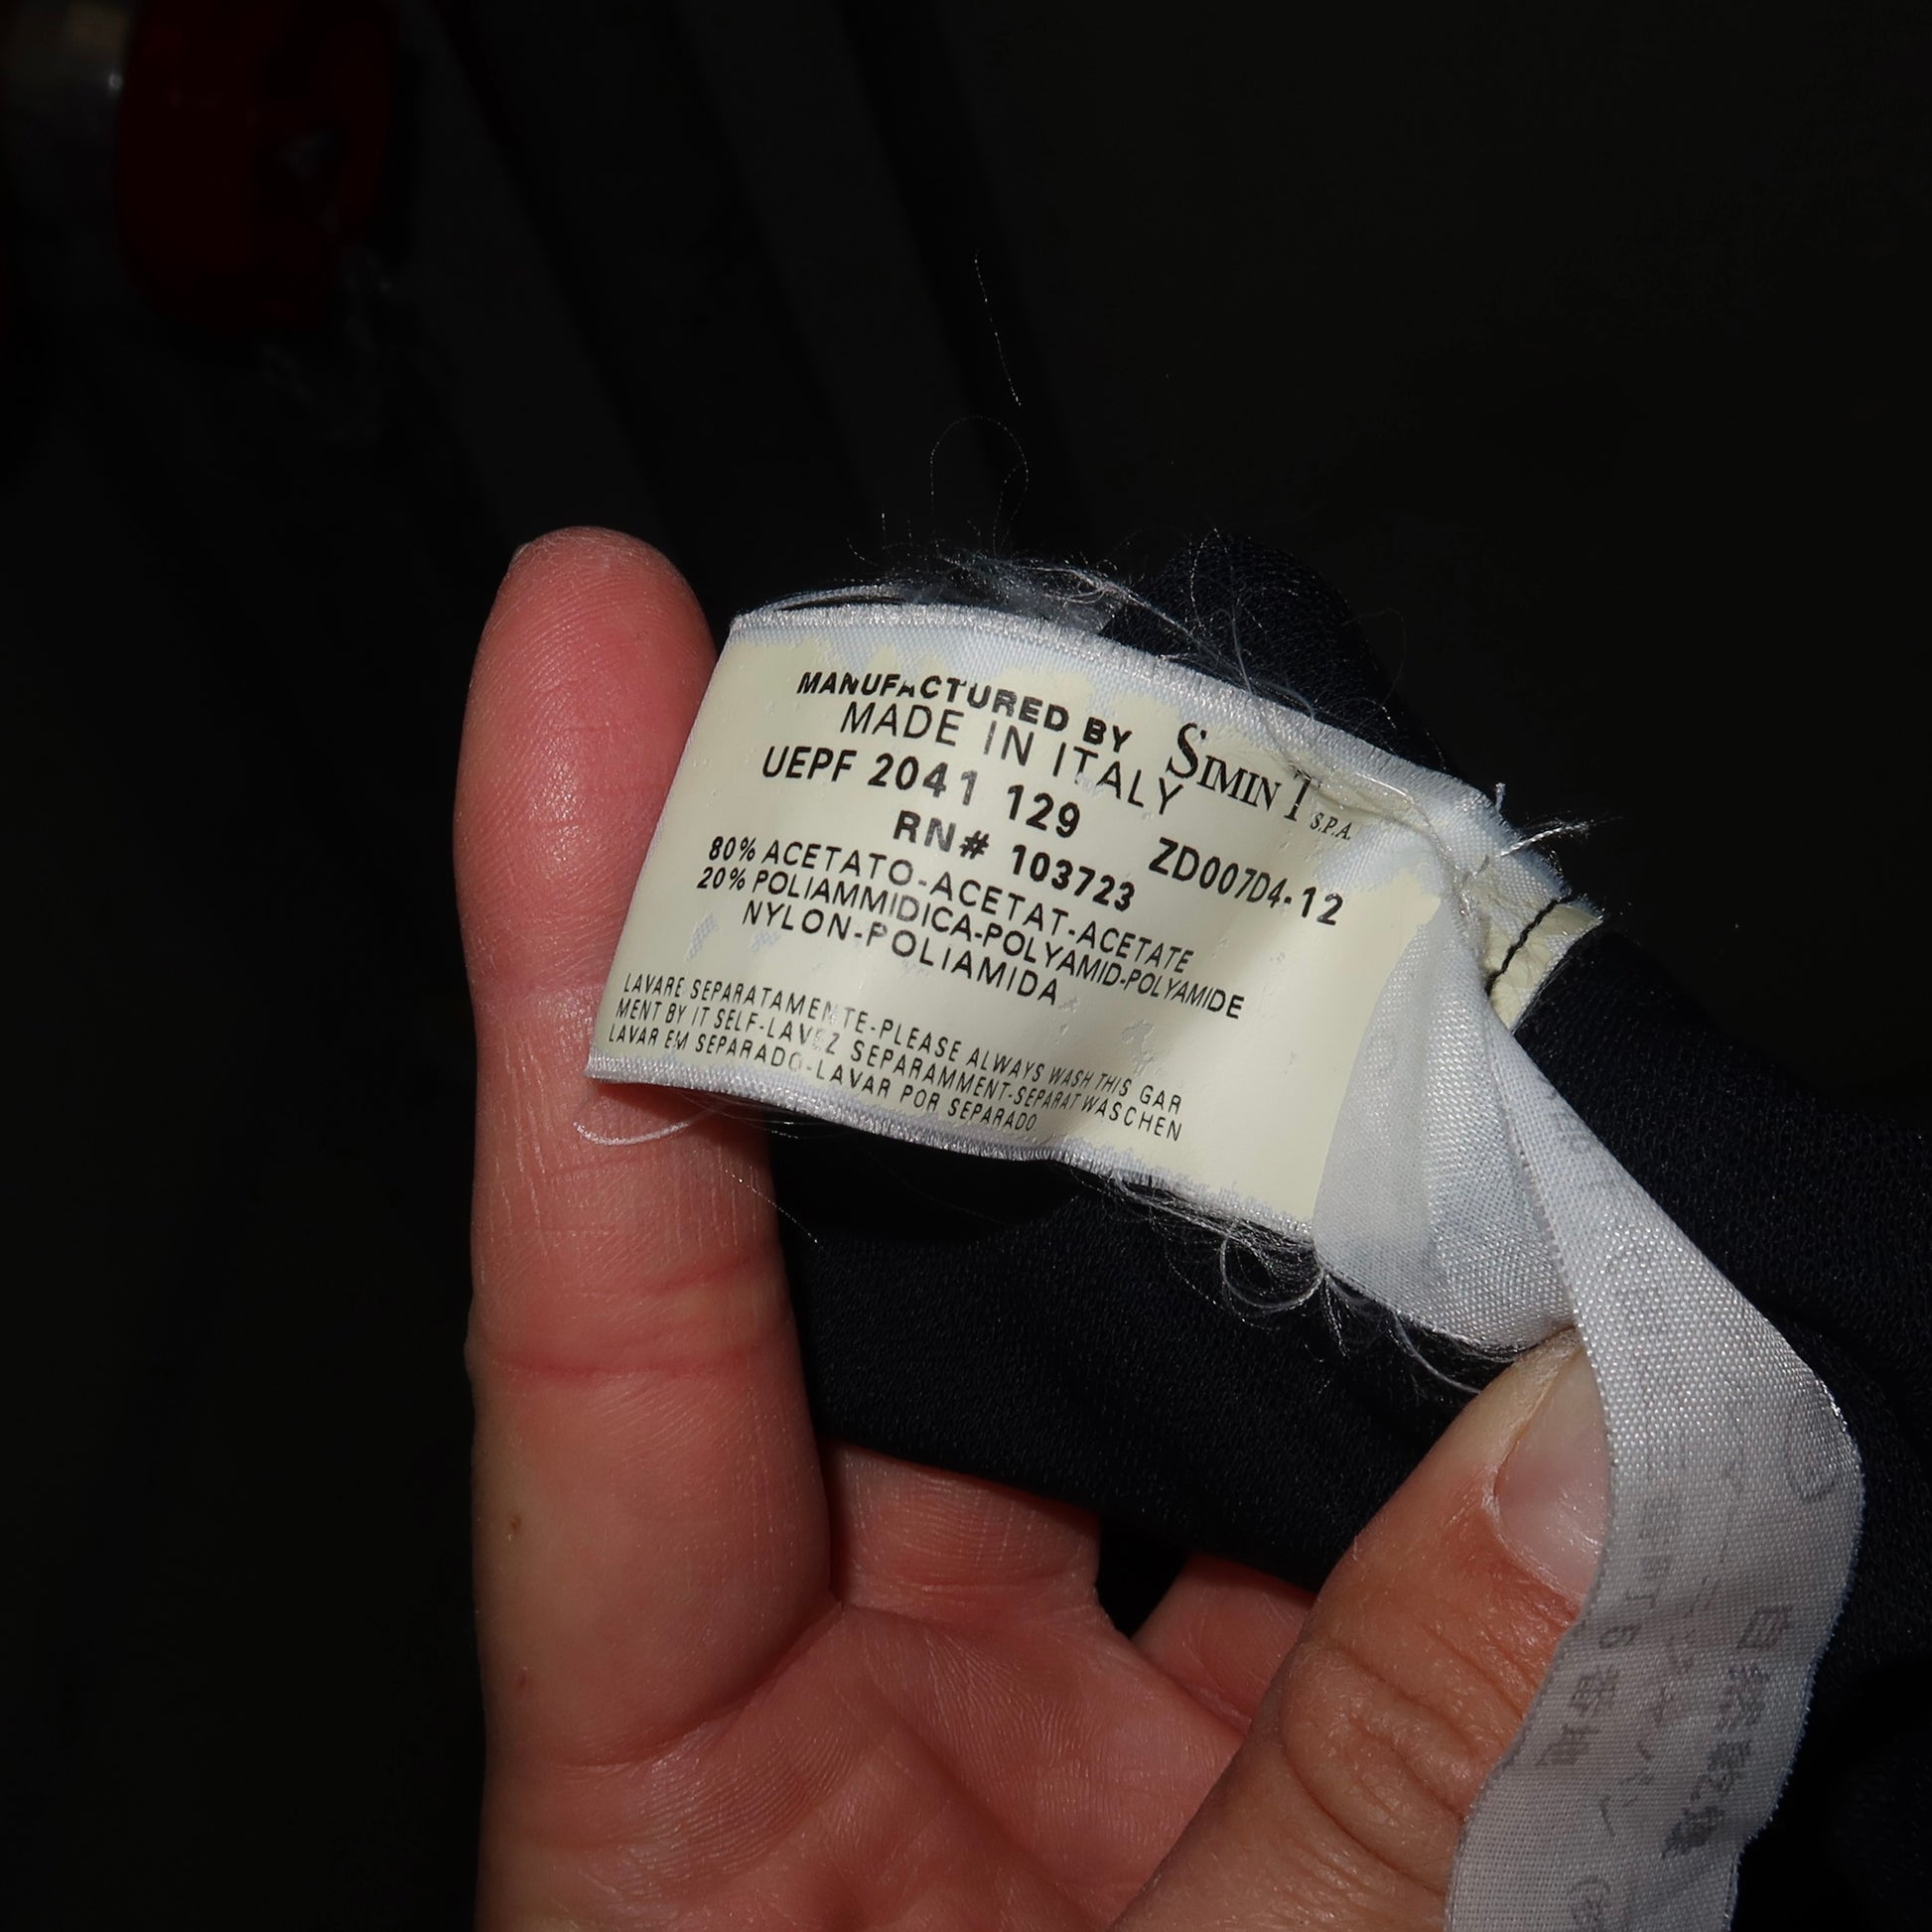 MANUFACTURED BY SIMINT S.P.A.
MADE IN ITALY
UEPF 2041 129 ZD007D4-12
RN# 103723
80% ACETATO-ACETAT-ACETATE
20% POLIAMMIDICA-POLYAMID-POLYAMIDE
NYLON-POLIAMIDA
LAVARE SEPARATAMENTE-PLEASE ALWAYS WASH THIS GAR
MENT BY IT SELF-LAVEZ SEPARAMMENT-SEPARAT WASCHEN
LAVAR EM SEPARADO-LAVAR POR SEPARADO